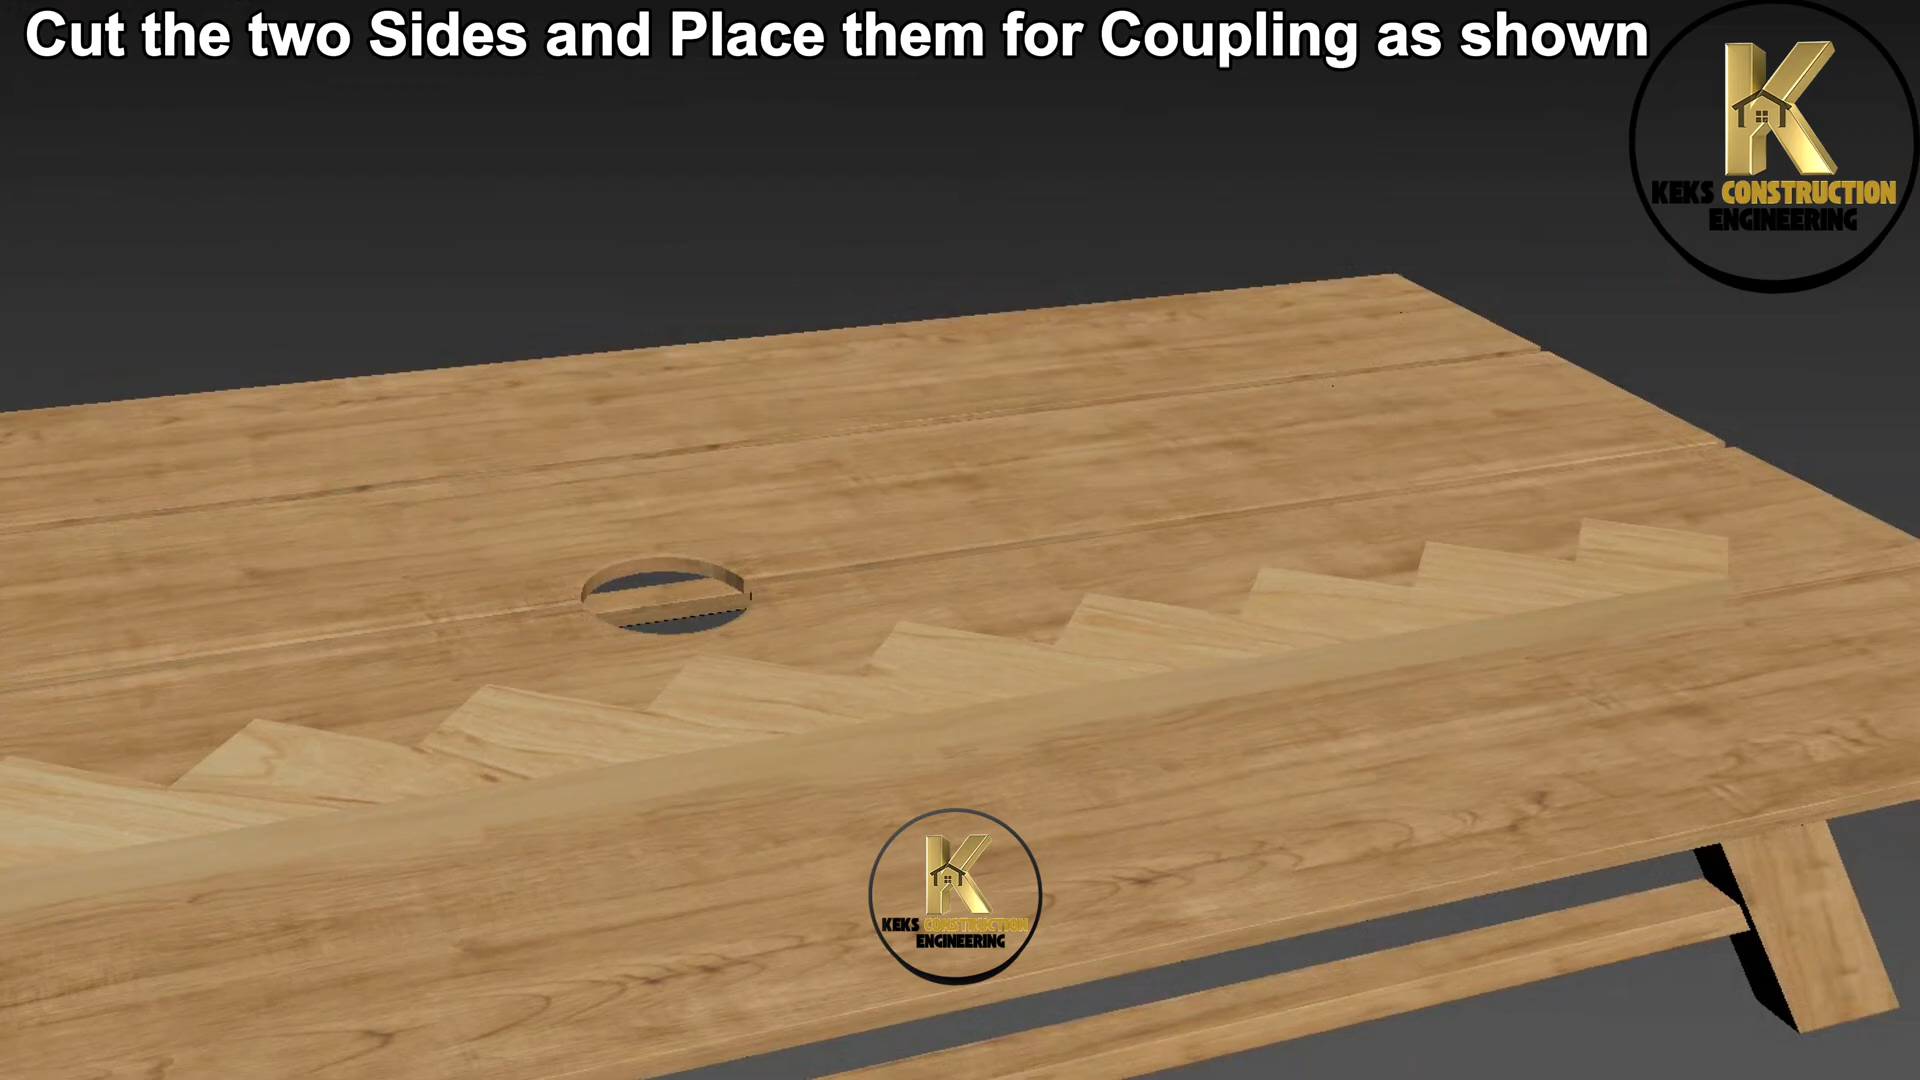 Cut the two Sides and Place them for Coupling as shown
K
KEKS CONSTRUCTION
ENGINEERING
K
KEKS CONSTRUCTION
ENGINEERING